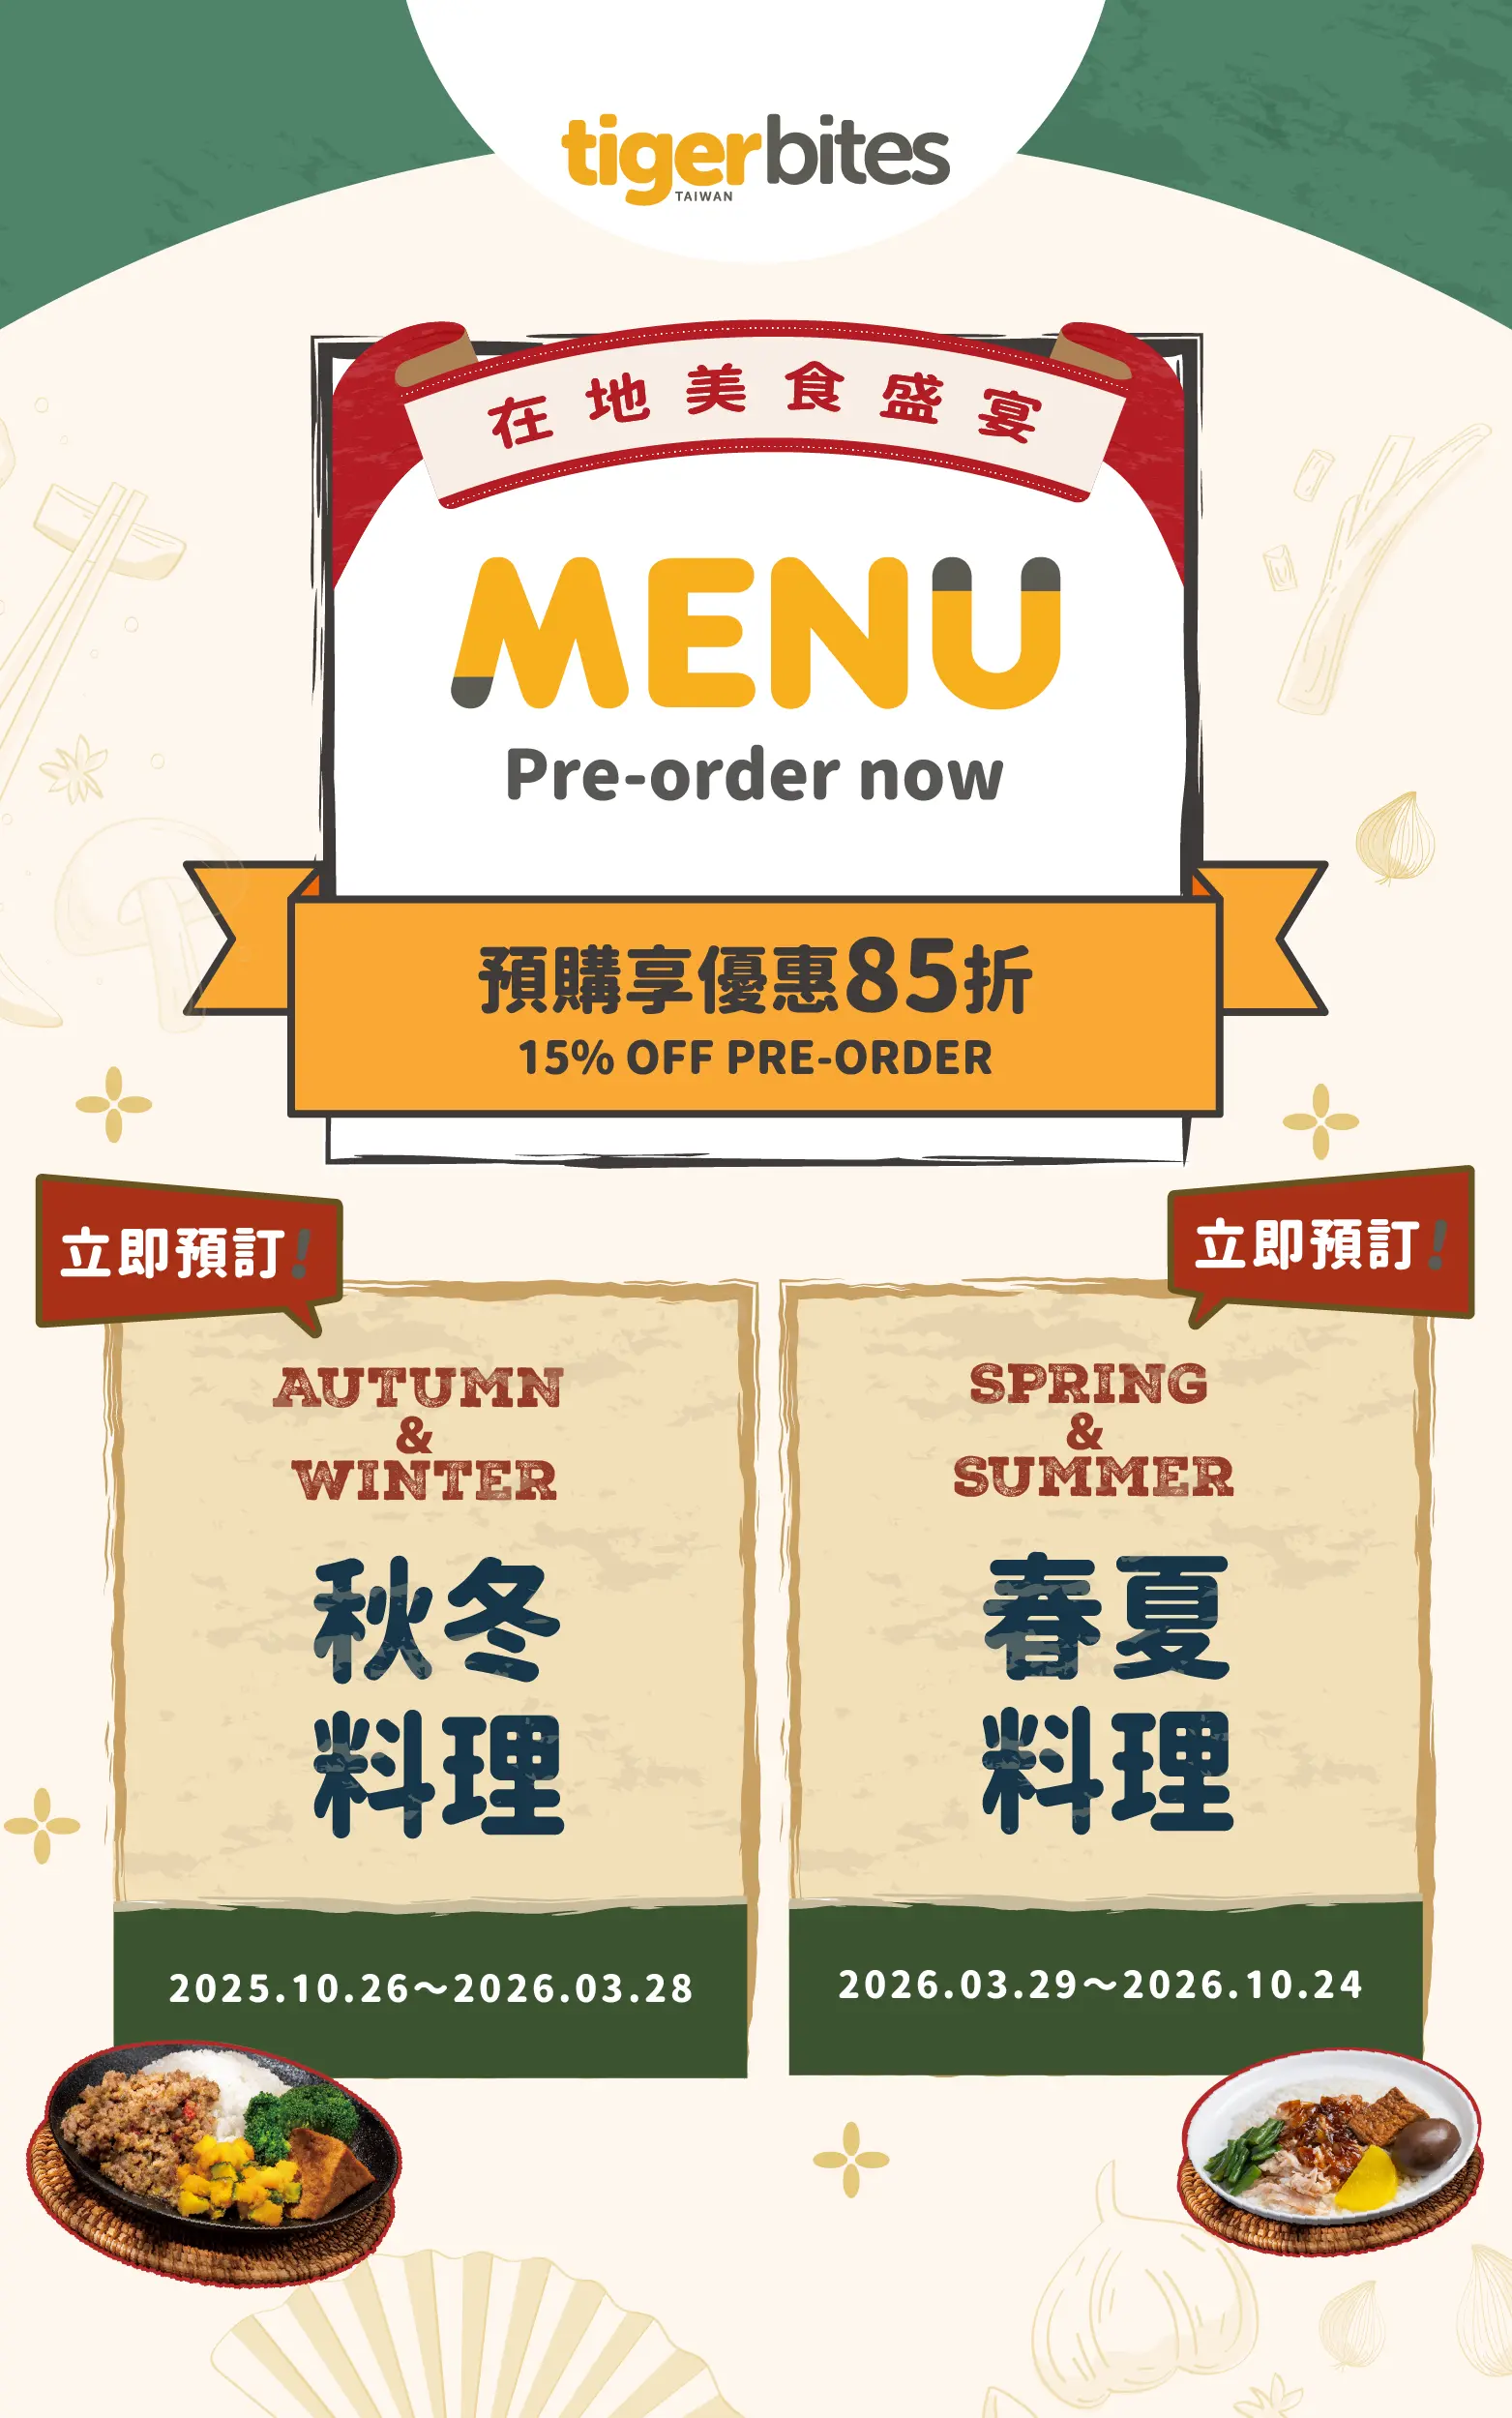 tigerbites
TAIWAN
在地美食盛宴
MENU
Pre-order now
預購享優惠85折
15% OFF PRE-ORDER
立即預訂!
立即預訂!
AUTUMN
&
WINTER
秋冬
料理
2025.10.26～2026.03.28
SPRING
&
SUMMER
春夏
料理
2026.03.29～2026.10.24